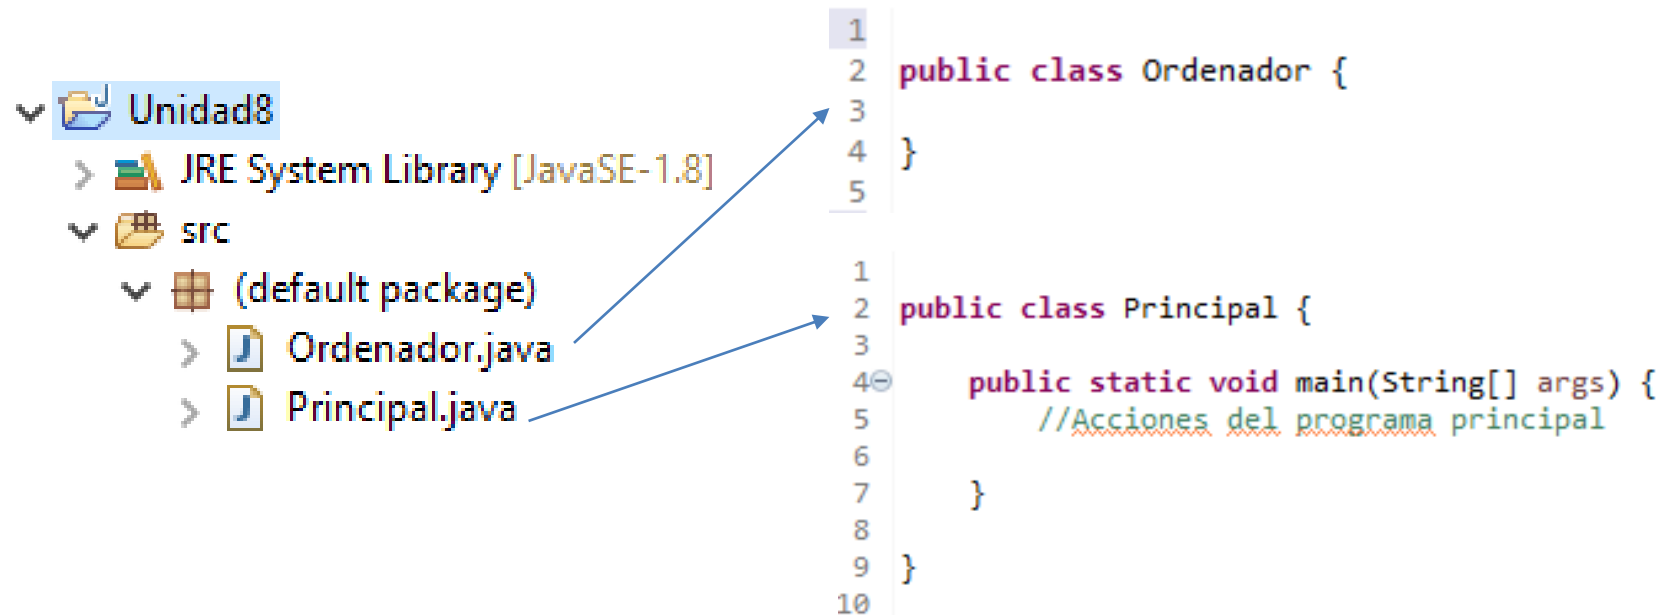 Unidad8
JRE System Library [JavaSE-1.8]
src
(default package)
Ordenador.java
Principal.java
1
2 public class Ordenador {
3
4 }
5
1
2 public class Principal {
3
4 public static void main(String[] args) {
5 //Acciones del programa principal
6
7 }
8
9 }
10